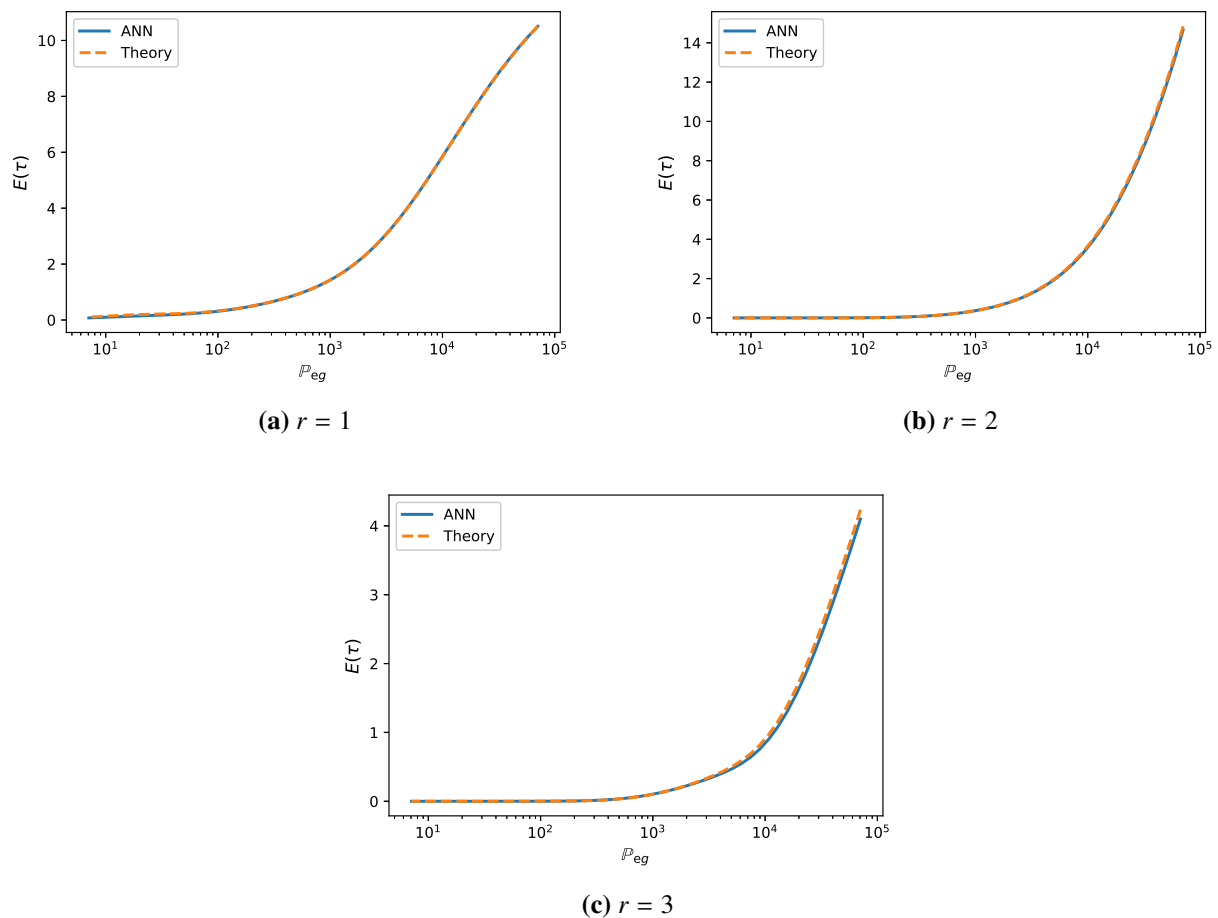 ANN
Theory
E(τ)
10
8
6
4
2
0
10¹ 10² 10³ 10⁴ 10⁵
ℙₑg
(a) r = 1
ANN
Theory
E(τ)
14
12
10
8
6
4
2
0
10¹ 10² 10³ 10⁴ 10⁵
ℙₑg
(b) r = 2
ANN
Theory
E(τ)
4
3
2
1
0
10¹ 10² 10³ 10⁴ 10⁵
ℙₑg
(c) r = 3